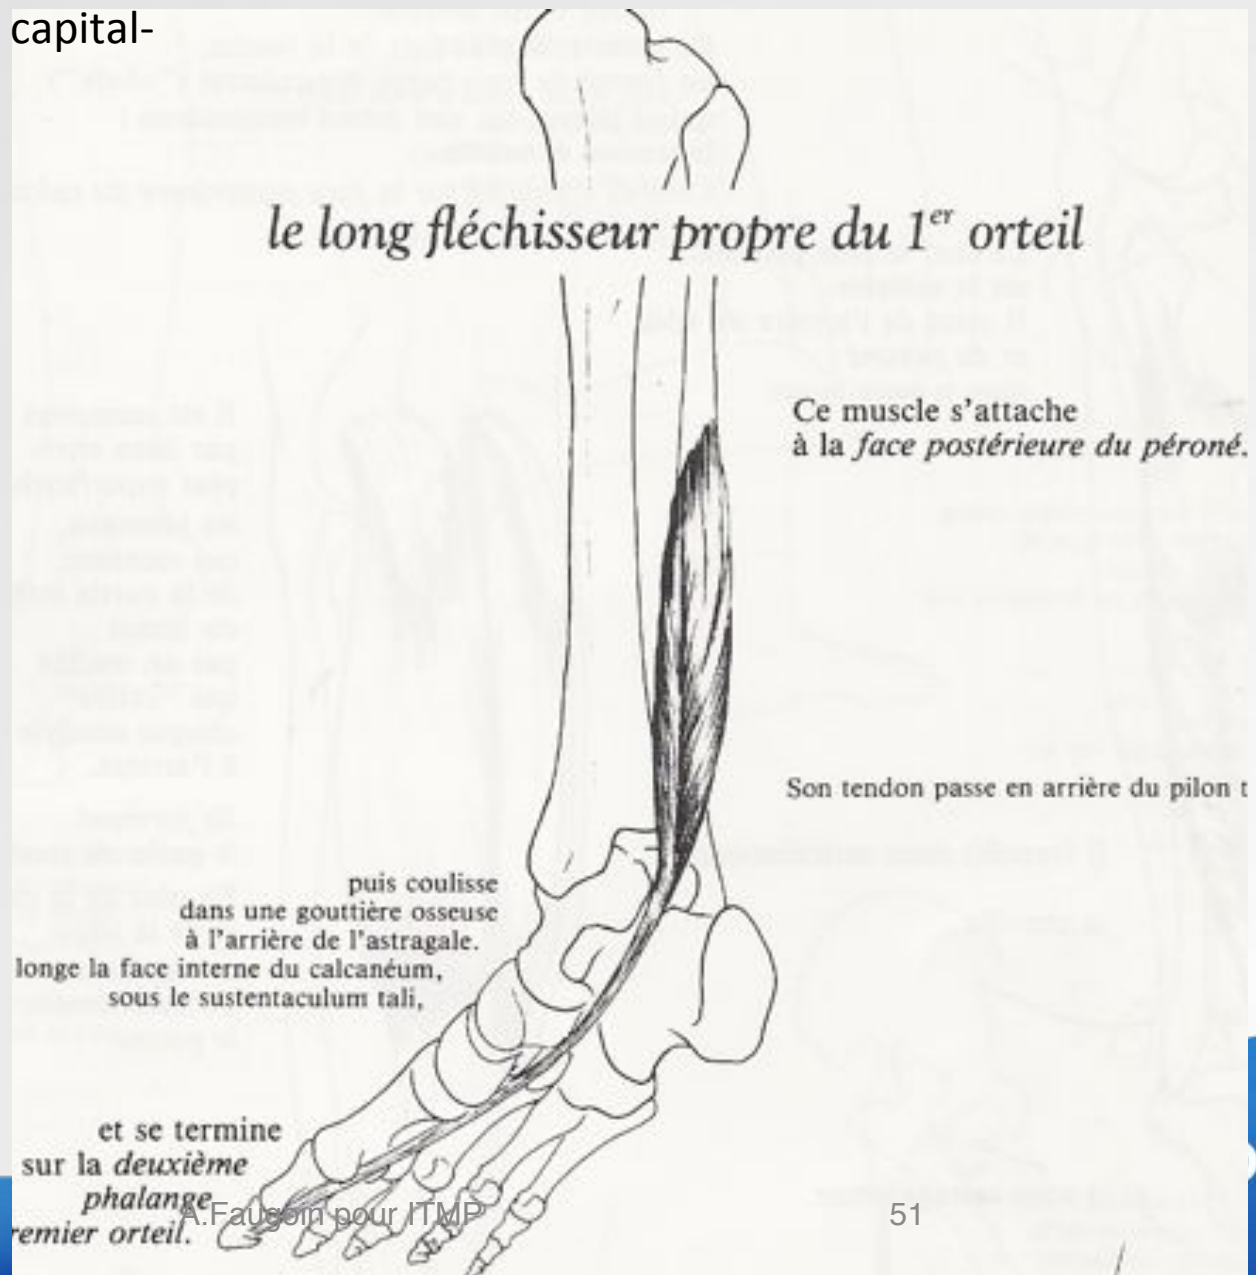 capital-
le long fléchisseur propre du 1er orteil
Ce muscle s'attache
à la face postérieure du péroné.
Son tendon passe en arrière du pilon t
puis coulisse
dans une gouttière osseuse
à l'arrière de l'astragale.
longe la face interne du calcanéum,
sous le sustentaculum tali,
et se termine
sur la deuxième
phalange
remier orteil.
A.Faugoin pour ITMP
51